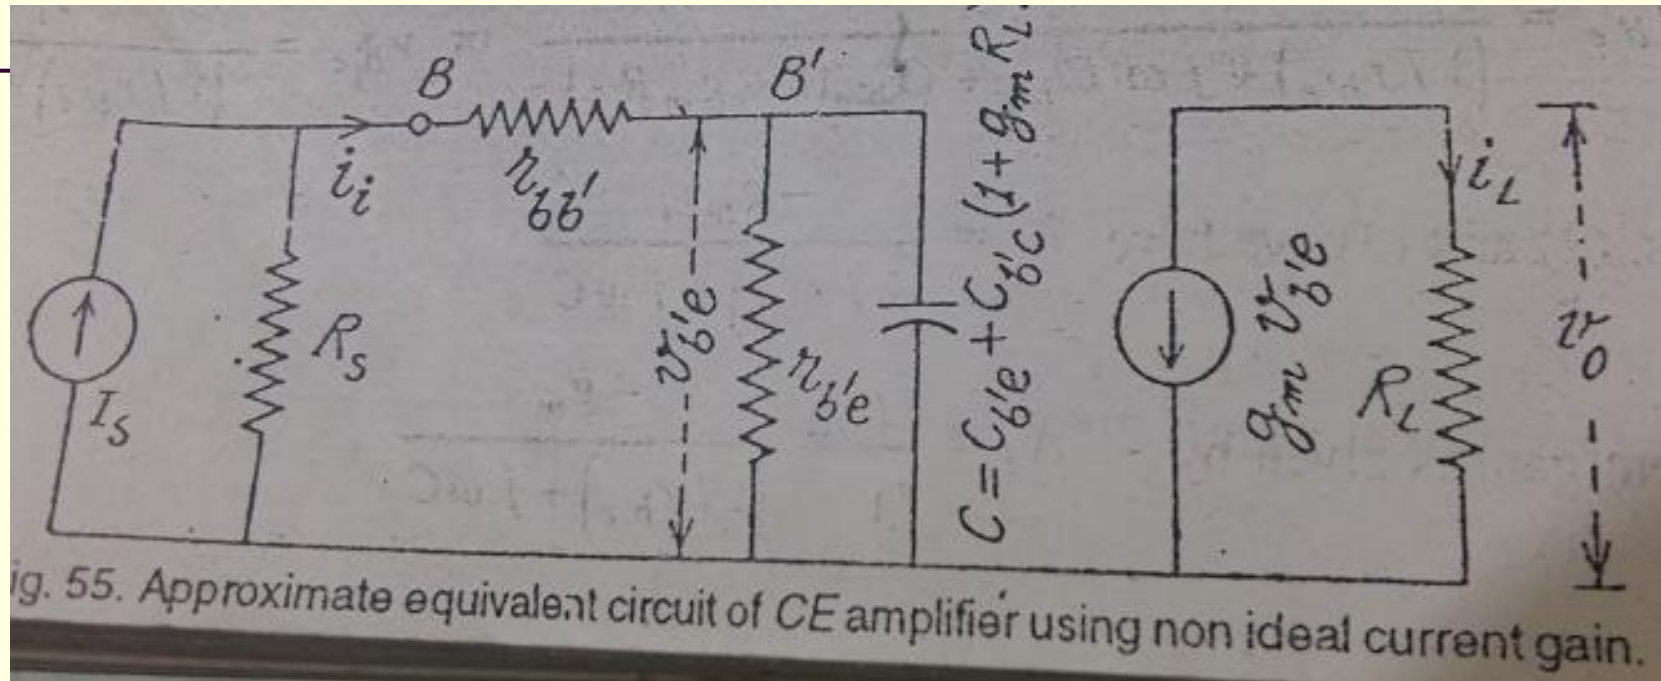 B
B'
i_i
r_bb'
I_S
R_S
v_b'e
r_b'e
C = C_b'e + C_b'c (1 + g_m R_L
g_m v_b'e
R_L
i_L
v_0
ig. 55. Approximate equivalent circuit of CE amplifier using non ideal current gain.